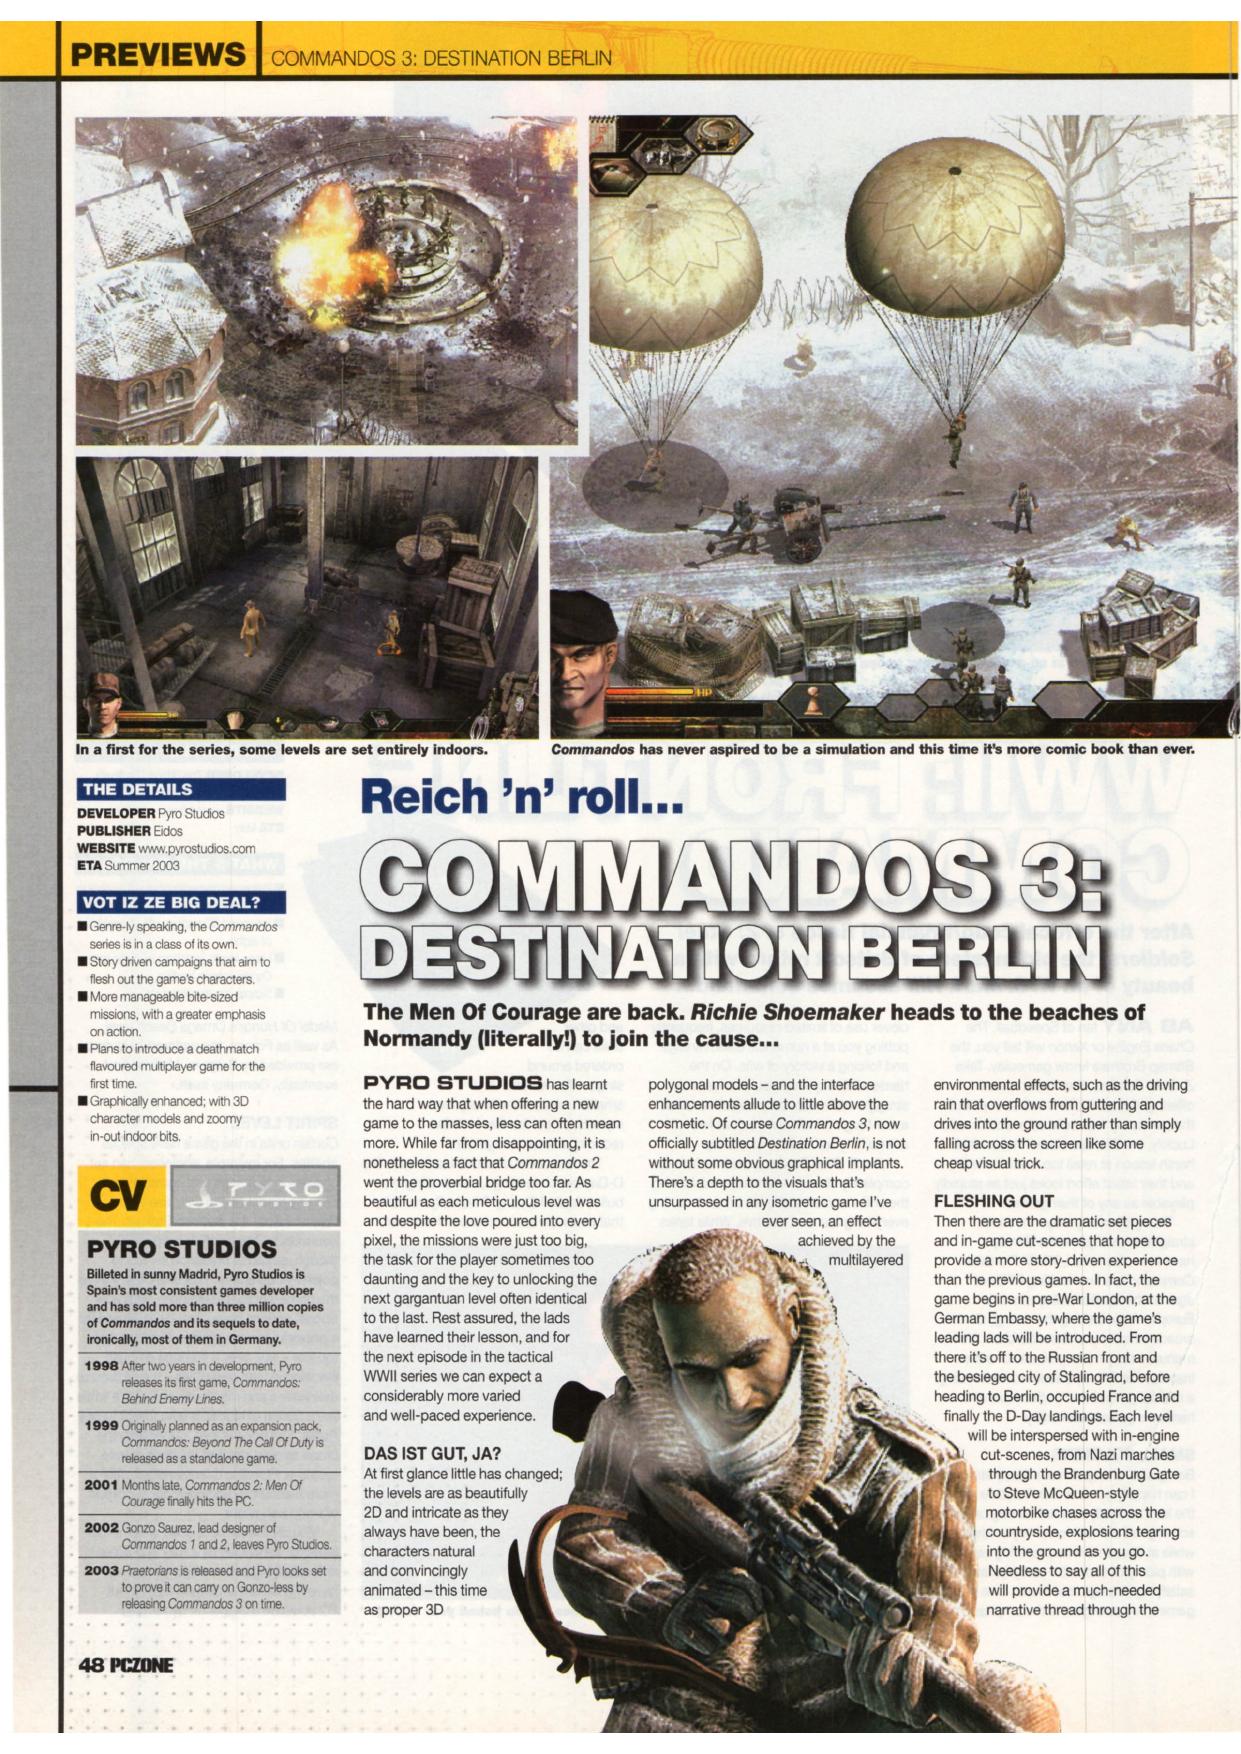 PREVIEWS COMMANDOS 3: DESTINATION BERLIN
HP
In a first for the series, some levels are set entirely indoors.
Commandos has never aspired to be a simulation and this time it's more comic book than ever.
THE DETAILS
DEVELOPER Pyro Studios
PUBLISHER Eidos
WEBSITE www.pyrostudios.com
ETA Summer 2003
VOT IZ ZE BIG DEAL?
■ Genre-ly speaking, the Commandos
series is in a class of its own.
■ Story driven campaigns that aim to
flesh out the game's characters.
■ More manageable bite-sized
missions, with a greater emphasis
on action.
■ Plans to introduce a deathmatch
flavoured multiplayer game for the
first time.
■ Graphically enhanced; with 3D
character models and zoomy
in-out indoor bits.
CV
PYRO
STUDIOS
PYRO STUDIOS
Billeted in sunny Madrid, Pyro Studios is
Spain's most consistent games developer
and has sold more than three million copies
of Commandos and its sequels to date,
ironically, most of them in Germany.
1998 After two years in development, Pyro
releases its first game, Commandos:
Behind Enemy Lines.
1999 Originally planned as an expansion pack,
Commandos: Beyond The Call Of Duty is
released as a standalone game.
2001 Months late, Commandos 2: Men Of
Courage finally hits the PC.
2002 Gonzo Saurez, lead designer of
Commandos 1 and 2, leaves Pyro Studios.
2003 Praetorians is released and Pyro looks set
to prove it can carry on Gonzo-less by
releasing Commandos 3 on time.
Reich 'n' roll...
COMMANDOS 3:
DESTINATION BERLIN
The Men Of Courage are back. Richie Shoemaker heads to the beaches of
Normandy (literally!) to join the cause...
PYRO STUDIOS has learnt
the hard way that when offering a new
game to the masses, less can often mean
more. While far from disappointing, it is
nonetheless a fact that Commandos 2
went the proverbial bridge too far. As
beautiful as each meticulous level was
and despite the love poured into every
pixel, the missions were just too big,
the task for the player sometimes too
daunting and the key to unlocking the
next gargantuan level often identical
to the last. Rest assured, the lads
have learned their lesson, and for
the next episode in the tactical
WWII series we can expect a
considerably more varied
and well-paced experience.
DAS IST GUT, JA?
At first glance little has changed;
the levels are as beautifully
2D and intricate as they
always have been, the
characters natural
and convincingly
animated – this time
as proper 3D
polygonal models – and the interface
enhancements allude to little above the
cosmetic. Of course Commandos 3, now
officially subtitled Destination Berlin, is not
without some obvious graphical implants.
There's a depth to the visuals that's
unsurpassed in any isometric game I've
ever seen, an effect
achieved by the
multilayered
environmental effects, such as the driving
rain that overflows from guttering and
drives into the ground rather than simply
falling across the screen like some
cheap visual trick.
FLESHING OUT
Then there are the dramatic set pieces
and in-game cut-scenes that hope to
provide a more story-driven experience
than the previous games. In fact, the
game begins in pre-War London, at the
German Embassy, where the game's
leading lads will be introduced. From
there it's off to the Russian front and
the besieged city of Stalingrad, before
heading to Berlin, occupied France and
finally the D-Day landings. Each level
will be interspersed with in-engine
cut-scenes, from Nazi marches
through the Brandenburg Gate
to Steve McQueen-style
motorbike chases across the
countryside, explosions tearing
into the ground as you go.
Needless to say all of this
will provide a much-needed
narrative thread through the
48 PCZONE